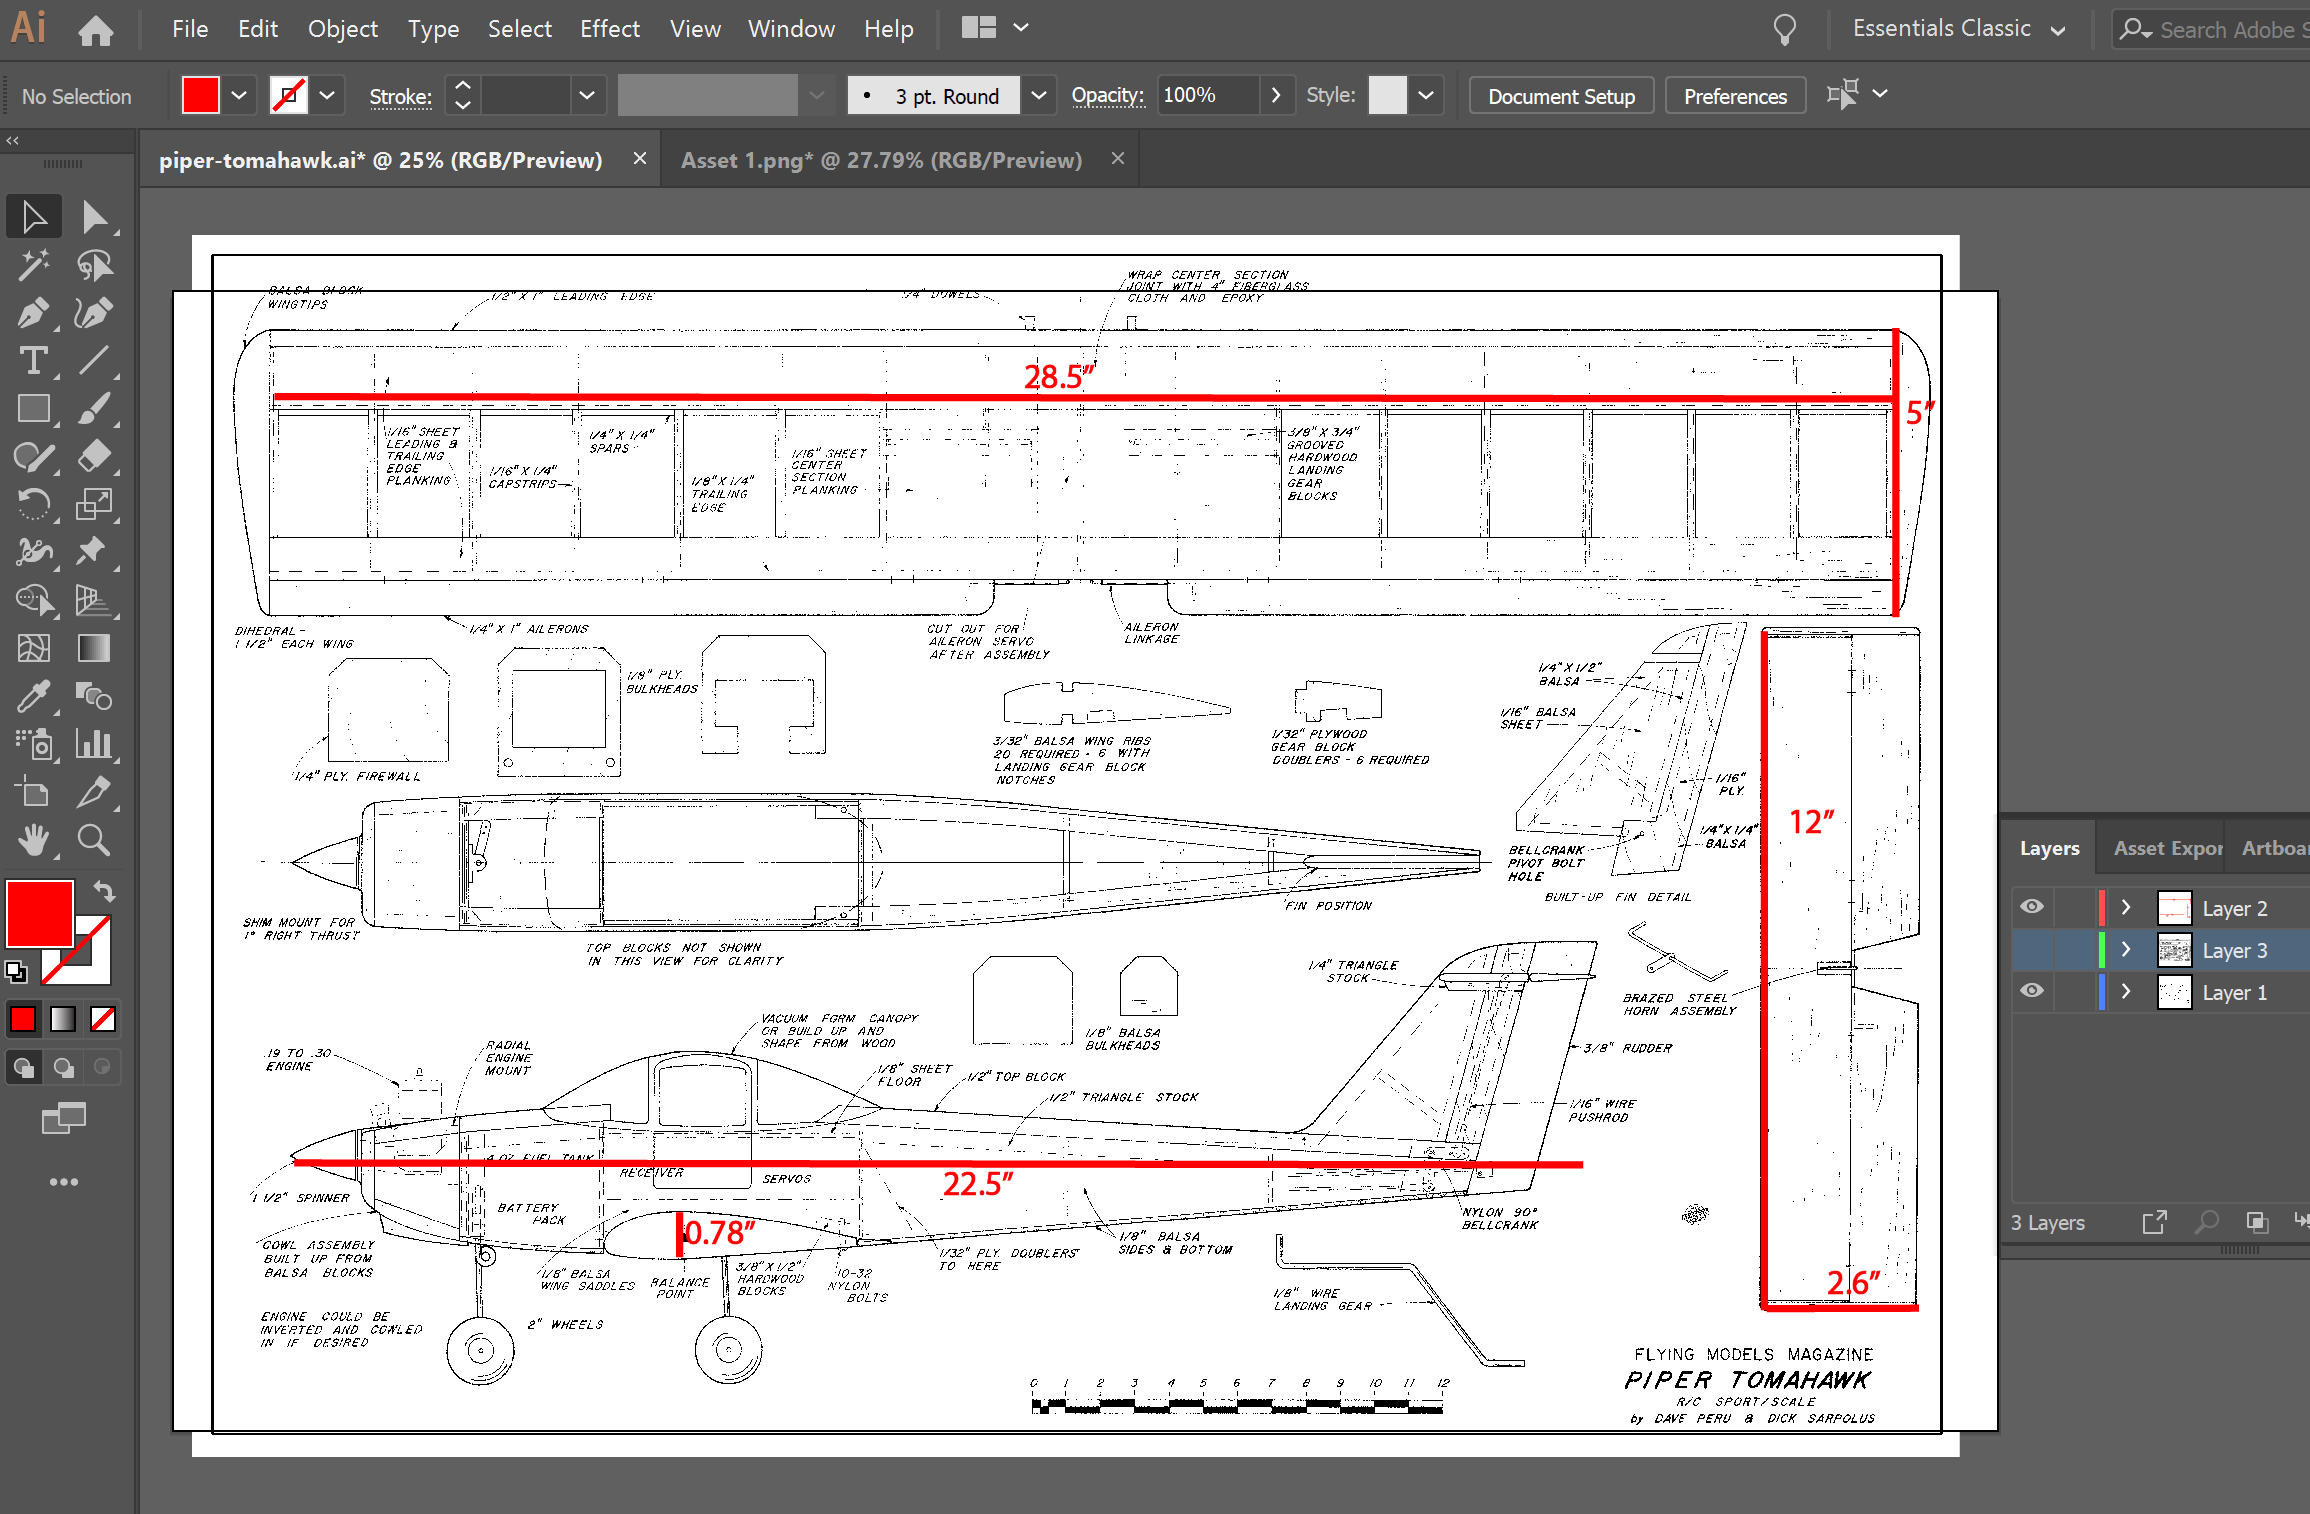 Ai File Edit Object Type Select Effect View Window Help Essentials Classic Search Adobe S
No Selection Stroke: • 3 pt. Round Opacity: 100% Style: Document Setup Preferences
piper-tomahawk.ai* @ 25% (RGB/Preview) × Asset 1.png* @ 27.79% (RGB/Preview) ×
BALSA BLOCK
WINGTIPS
1/2" X 1" LEADING EDGE
1/4" DOWELS
WRAP CENTER SECTION
JOINT WITH 4" FIBERGLASS
CLOTH AND EPOXY
28.5"
5"
1/16" SHEET
LEADING &
TRAILING
EDGE
PLANKING
1/16" X 1/4"
CAPSTRIPS
1/4" X 1/4"
SPARS
1/8" X 1/4"
TRAILING
EDGE
1/16" SHEET
CENTER
SECTION
PLANKING
3/8" X 3/4"
GROOVED
HARDWOOD
LANDING
GEAR
BLOCKS
DIHEDRAL -
1 1/2" EACH WING
1/4" X 1" AILERONS
CUT OUT FOR
AILERON SERVO
AFTER ASSEMBLY
AILERON
LINKAGE
1/4" PLY. FIREWALL
1/8" PLY.
BULKHEADS
3/32" BALSA WING RIBS
20 REQUIRED - 6 WITH
LANDING GEAR BLOCK
NOTCHES
1/32" PLYWOOD
GEAR BLOCK
DOUBLERS - 6 REQUIRED
1/4" X 1/2"
BALSA
1/16" BALSA
SHEET
1/16"
PLY.
1/4" X 1/4"
BALSA
BELLCRANK
PIVOT BOLT
HOLE
BUILT-UP FIN DETAIL
12"
SHIM MOUNT FOR
1° RIGHT THRUST
TOP BLOCKS NOT SHOWN
IN THIS VIEW FOR CLARITY
FIN POSITION
1/4" TRIANGLE
STOCK
BRAZED STEEL
HORN ASSEMBLY
VACUUM FORM CANOPY
OR BUILD UP AND
SHAPE FROM WOOD
1/8" BALSA
BULKHEADS
.19 TO .30
ENGINE
RADIAL
ENGINE
MOUNT
1/8" SHEET
FLOOR
1/2" TOP BLOCK
1/2" TRIANGLE STOCK
3/8" RUDDER
1/16" WIRE
PUSHROD
4 OZ FUEL TANK
RECEIVER
SERVOS
22.5"
1 1/2" SPINNER
BATTERY
PACK
0.78"
NYLON 90°
BELLCRANK
COWL ASSEMBLY
BUILT UP FROM
BALSA BLOCKS
1/8" BALSA
WING SADDLES
BALANCE
POINT
3/8" X 1/2"
HARDWOOD
BLOCKS
10-32
NYLON
BOLTS
1/32" PLY. DOUBLERS
TO HERE
1/8" BALSA
SIDES & BOTTOM
1/8" WIRE
LANDING GEAR
2.6"
ENGINE COULD BE
INVERTED AND COWLED
IN IF DESIRED
2" WHEELS
0 1 2 3 4 5 6 7 8 9 10 11 12
FLYING MODELS MAGAZINE
PIPER TOMAHAWK
R/C SPORT/SCALE
by DAVE PERU & DICK SARPOLUS
Layers Asset Expor Artboar
Layer 2
Layer 3
Layer 1
3 Layers